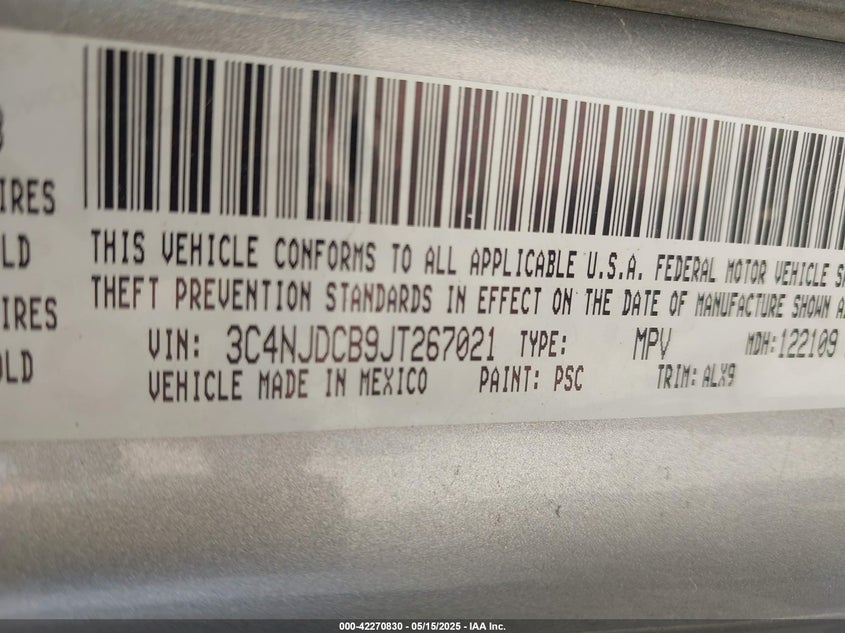 IRES
LD
IRES
OLD
THIS VEHICLE CONFORMS TO ALL APPLICABLE U.S.A. FEDERAL MOTOR VEHICLE
THEFT PREVENTION STANDARDS IN EFFECT ON THE DATE OF MANUFACTURE SHOWN
VIN: 3C4NJDCB9JT267021 TYPE: MPV MDH: 122109
VEHICLE MADE IN MEXICO PAINT: PSC TRIM: ALX9
000-42270830 - 05/15/2025 - IAA Inc.